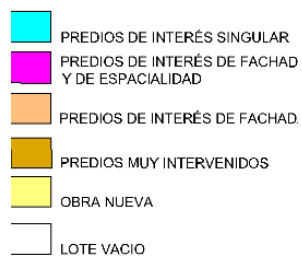 PREDIOS DE INTERÉS SINGULAR
PREDIOS DE INTERÉS DE FACHAD
Y DE ESPACIALIDAD
PREDIOS DE INTERÉS DE FACHAD.
PREDIOS MUY INTERVENIDOS
OBRA NUEVA
LOTE VACIO